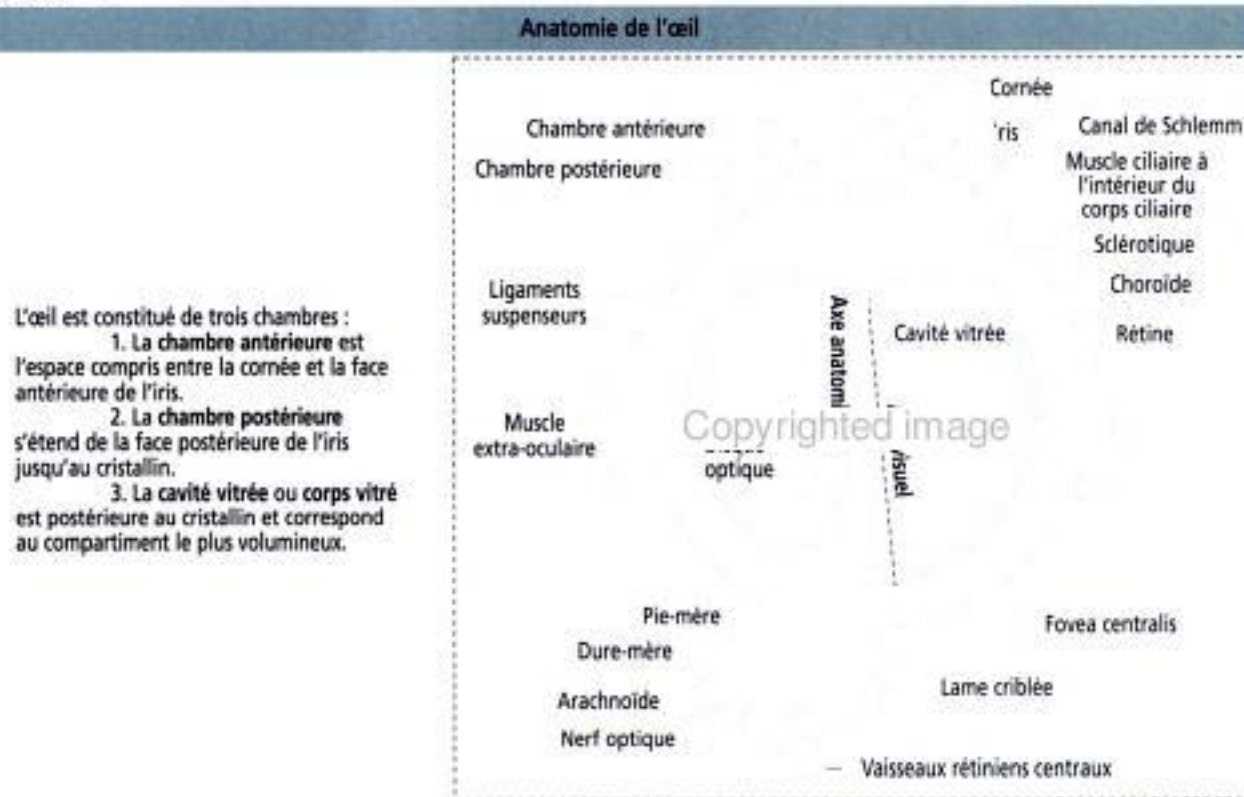 Anatomie de l'œil
L'œil est constitué de trois chambres :
1. La chambre antérieure est
l'espace compris entre la cornée et la face
antérieure de l'iris.
2. La chambre postérieure
s'étend de la face postérieure de l'iris
jusqu'au cristallin.
3. La cavité vitrée ou corps vitré
est postérieure au cristallin et correspond
au compartiment le plus volumineux.
Cornée
Chambre antérieure
'ris
Canal de Schlemm
Chambre postérieure
Muscle ciliaire à
l'intérieur du
corps ciliaire
Sclérotique
Choroïde
Ligaments
suspenseurs
Axe anatomi
Cavité vitrée
Rétine
Muscle
extra-oculaire
Copyrighted image
optique
visuel
Pie-mère
Fovea centralis
Dure-mère
Lame criblée
Arachnoïde
Nerf optique
Vaisseaux rétiniens centraux